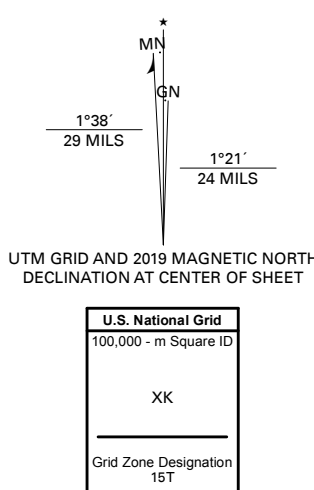 ★
MN
GN
1°38´
29 MILS
1°21´
24 MILS
UTM GRID AND 2019 MAGNETIC NORTH
DECLINATION AT CENTER OF SHEET
U.S. National Grid
100,000 - m Square ID
XK
Grid Zone Designation
15T